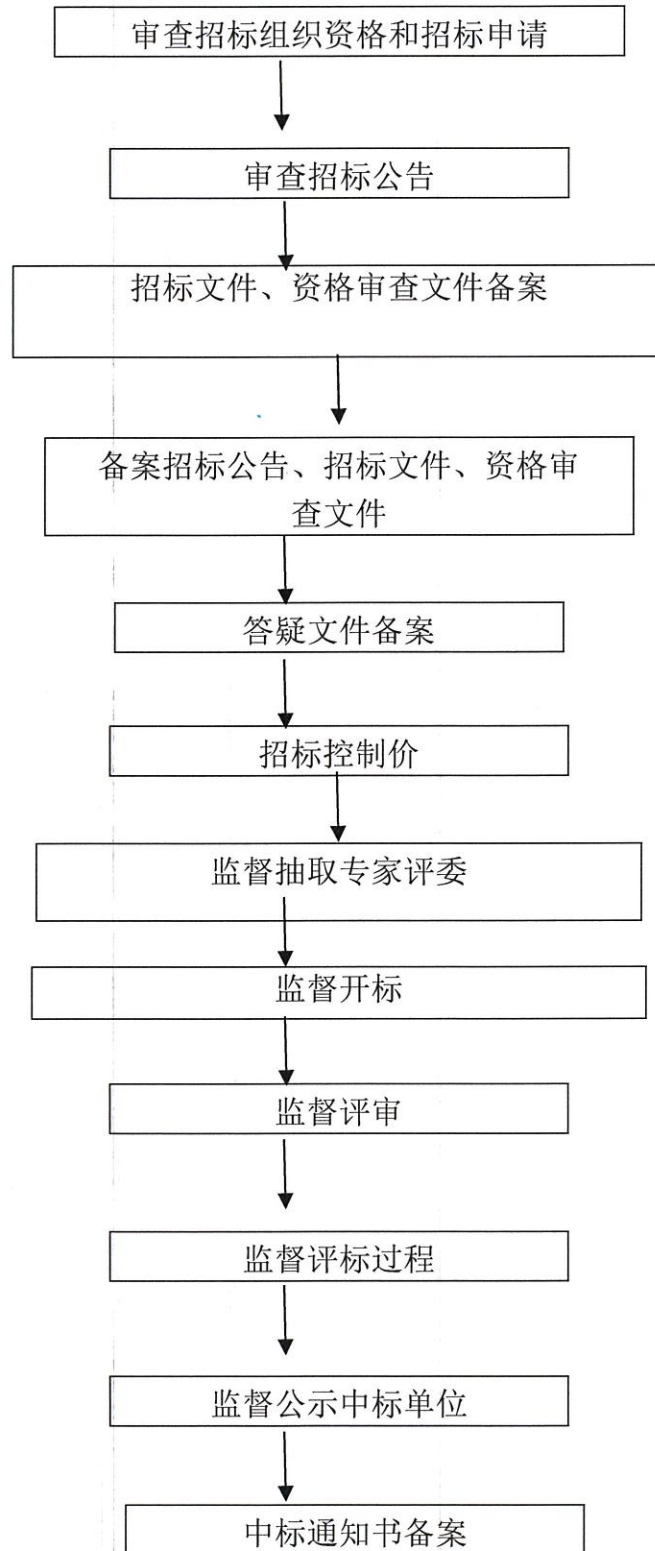 审查招标组织资格和招标申请
审查招标公告
招标文件、资格审查文件备案
备案招标公告、招标文件、资格审
查文件
答疑文件备案
招标控制价
监督抽取专家评委
监督开标
监督评审
监督评标过程
监督公示中标单位
中标通知书备案